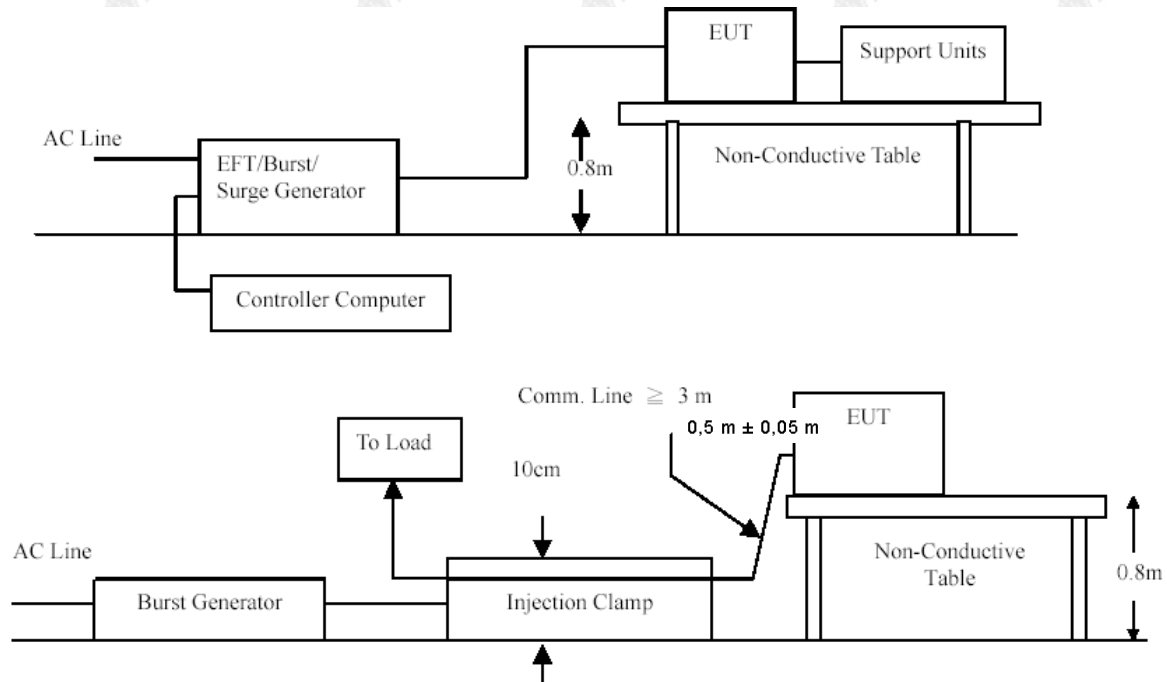 EUT
Support Units
AC Line
EFT/Burst/
Surge Generator
0.8m
Non-Conductive Table
Controller Computer
Comm. Line ≧ 3 m
0,5 m ± 0,05 m
EUT
To Load
10cm
AC Line
Non-Conductive
Table
0.8m
Burst Generator
Injection Clamp